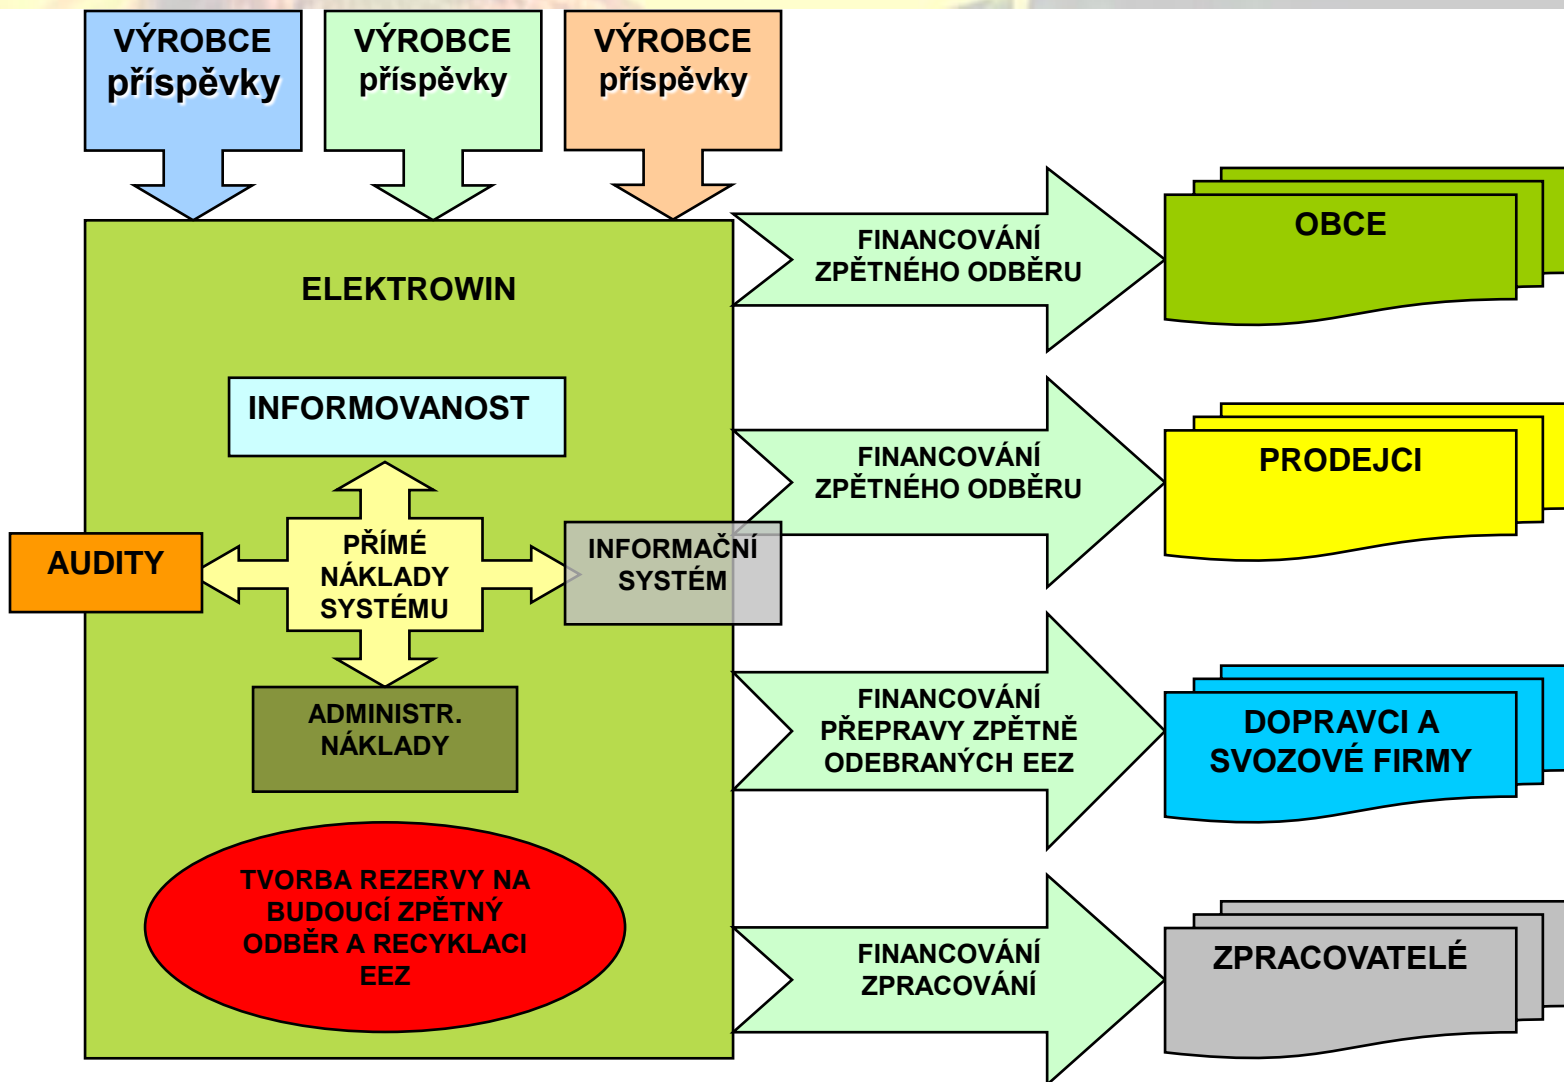 VÝROBCE
příspěvky
VÝROBCE
příspěvky
VÝROBCE
příspěvky
ELEKTROWIN
INFORMOVANOST
AUDITY
PŘÍMÉ
NÁKLADY
SYSTÉMU
INFORMAČNÍ
SYSTÉM
ADMINISTR.
NÁKLADY
TVORBA REZERVY NA
BUDOUCÍ ZPĚTNÝ
ODBĚR A RECYKLACI
EEZ
FINANCOVÁNÍ
ZPĚTNÉHO ODBĚRU
OBCE
FINANCOVÁNÍ
ZPĚTNÉHO ODBĚRU
PRODEJCI
FINANCOVÁNÍ
PŘEPRAVY ZPĚTNĚ
ODEBRANÝCH EEZ
DOPRAVCI A
SVOZOVÉ FIRMY
FINANCOVÁNÍ
ZPRACOVÁNÍ
ZPRACOVATELÉ